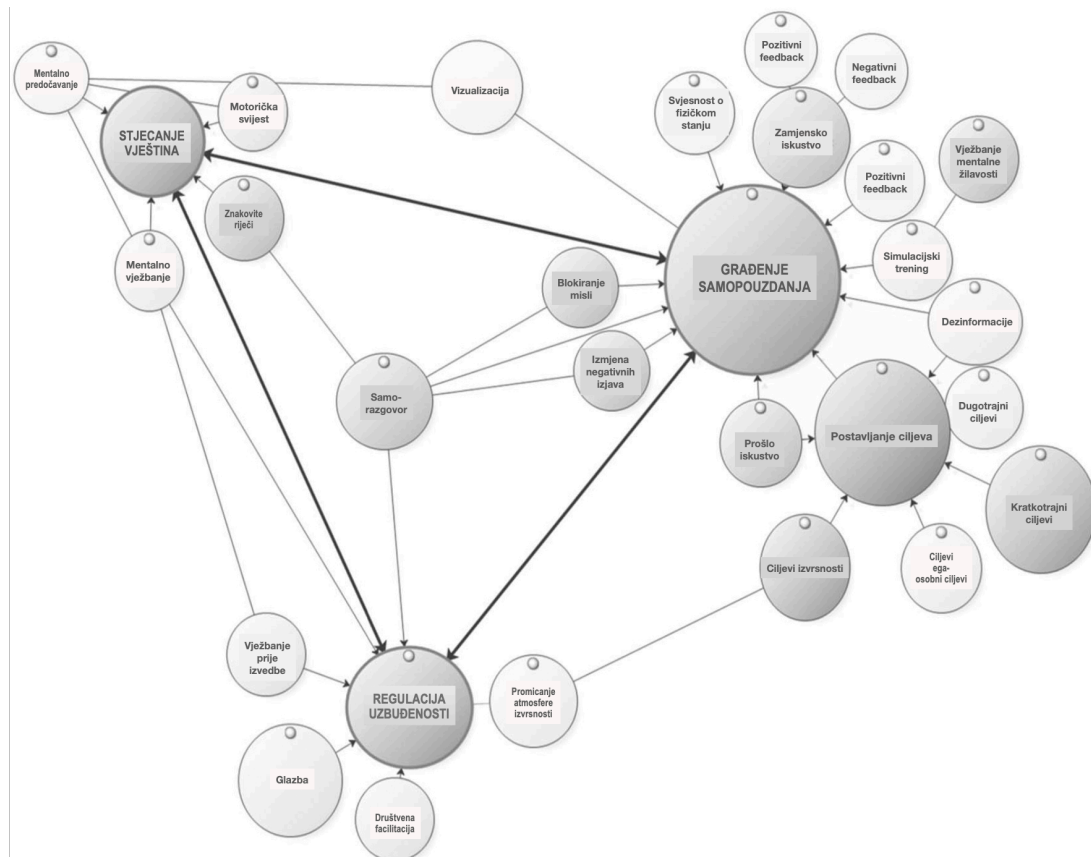 Mentalno
predočavanje
STJECANJE
VJEŠTINA
Motorička
svijest
Vizualizacija
Pozitivni
feedback
Negativni
feedback
Svjesnost o
fizičkom
stanju
Zamjensko
iskustvo
Vježbanje
mentalne
žilavosti
Pozitivni
feedback
Znakovite
riječi
Mentalno
vježbanje
Simulacijski
trening
GRAĐENJE
SAMOPOUZDANJA
Blokiranje
misli
Dezinformacije
Izmjena
negativnih
izjava
Samo-
razgovor
Dugotrajni
ciljevi
Postavljanje ciljeva
Prošlo
iskustvo
Kratkotrajni
ciljevi
Ciljevi izvrsnosti
Ciljevi
ega-
osobni ciljevi
Vježbanje
prije
izvedbe
REGULACIJA
UZBUĐENOSTI
Promicanje
atmosfere
izvrsnosti
Glazba
Društvena
facilitacija